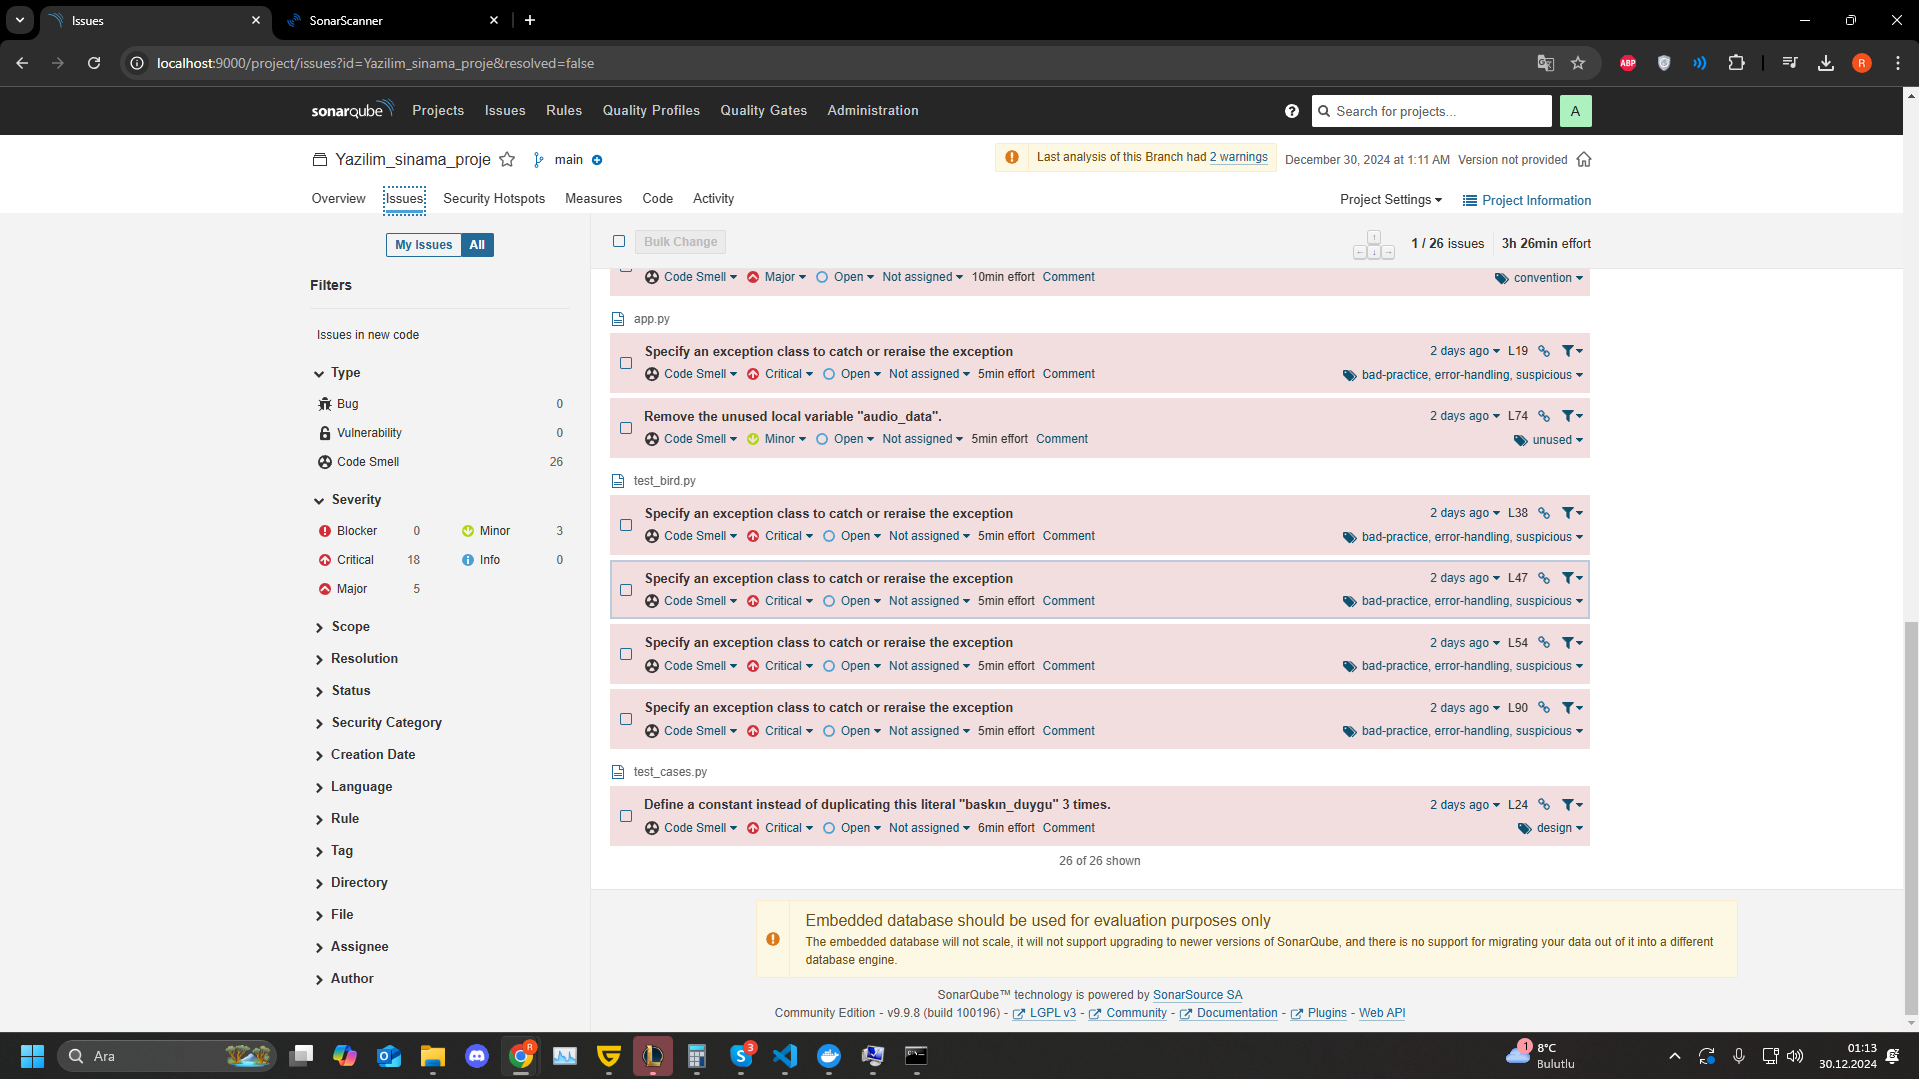 Issues
SonarScanner
localhost:9000/project/issues?id=Yazilim_sinama_proje&resolved=false
ABP
R
sonarqube
Projects
Issues
Rules
Quality Profiles
Quality Gates
Administration
Search for projects...
A
Yazilim_sinama_proje
main
Last analysis of this Branch had 2 warnings
December 30, 2024 at 1:11 AM
Version not provided
Overview
Issues
Security Hotspots
Measures
Code
Activity
Project Settings
Project Information
My Issues
All
Bulk Change
1 / 26 issues
3h 26min effort
Filters
Issues in new code
Type
Bug 0
Vulnerability 0
Code Smell 26
Severity
Blocker 0
Minor 3
Critical 18
Info 0
Major 5
Scope
Resolution
Status
Security Category
Creation Date
Language
Rule
Tag
Directory
File
Assignee
Author
Code Smell Major Open Not assigned 10min effort Comment convention
app.py
Specify an exception class to catch or reraise the exception 2 days ago L19
Code Smell Critical Open Not assigned 5min effort Comment bad-practice, error-handling, suspicious
Remove the unused local variable "audio_data". 2 days ago L74
Code Smell Minor Open Not assigned 5min effort Comment unused
test_bird.py
Specify an exception class to catch or reraise the exception 2 days ago L38
Code Smell Critical Open Not assigned 5min effort Comment bad-practice, error-handling, suspicious
Specify an exception class to catch or reraise the exception 2 days ago L47
Code Smell Critical Open Not assigned 5min effort Comment bad-practice, error-handling, suspicious
Specify an exception class to catch or reraise the exception 2 days ago L54
Code Smell Critical Open Not assigned 5min effort Comment bad-practice, error-handling, suspicious
Specify an exception class to catch or reraise the exception 2 days ago L90
Code Smell Critical Open Not assigned 5min effort Comment bad-practice, error-handling, suspicious
test_cases.py
Define a constant instead of duplicating this literal "baskın_duygu" 3 times. 2 days ago L24
Code Smell Critical Open Not assigned 6min effort Comment design
26 of 26 shown
Embedded database should be used for evaluation purposes only
The embedded database will not scale, it will not support upgrading to newer versions of SonarQube, and there is no support for migrating your data out of it into a different
database engine.
SonarQube™ technology is powered by SonarSource SA
Community Edition - v9.9.8 (build 100196) - LGPL v3 - Community - Documentation - Plugins - Web API
Ara
R
3
1
8°C
Bulutlu
01:13
30.12.2024